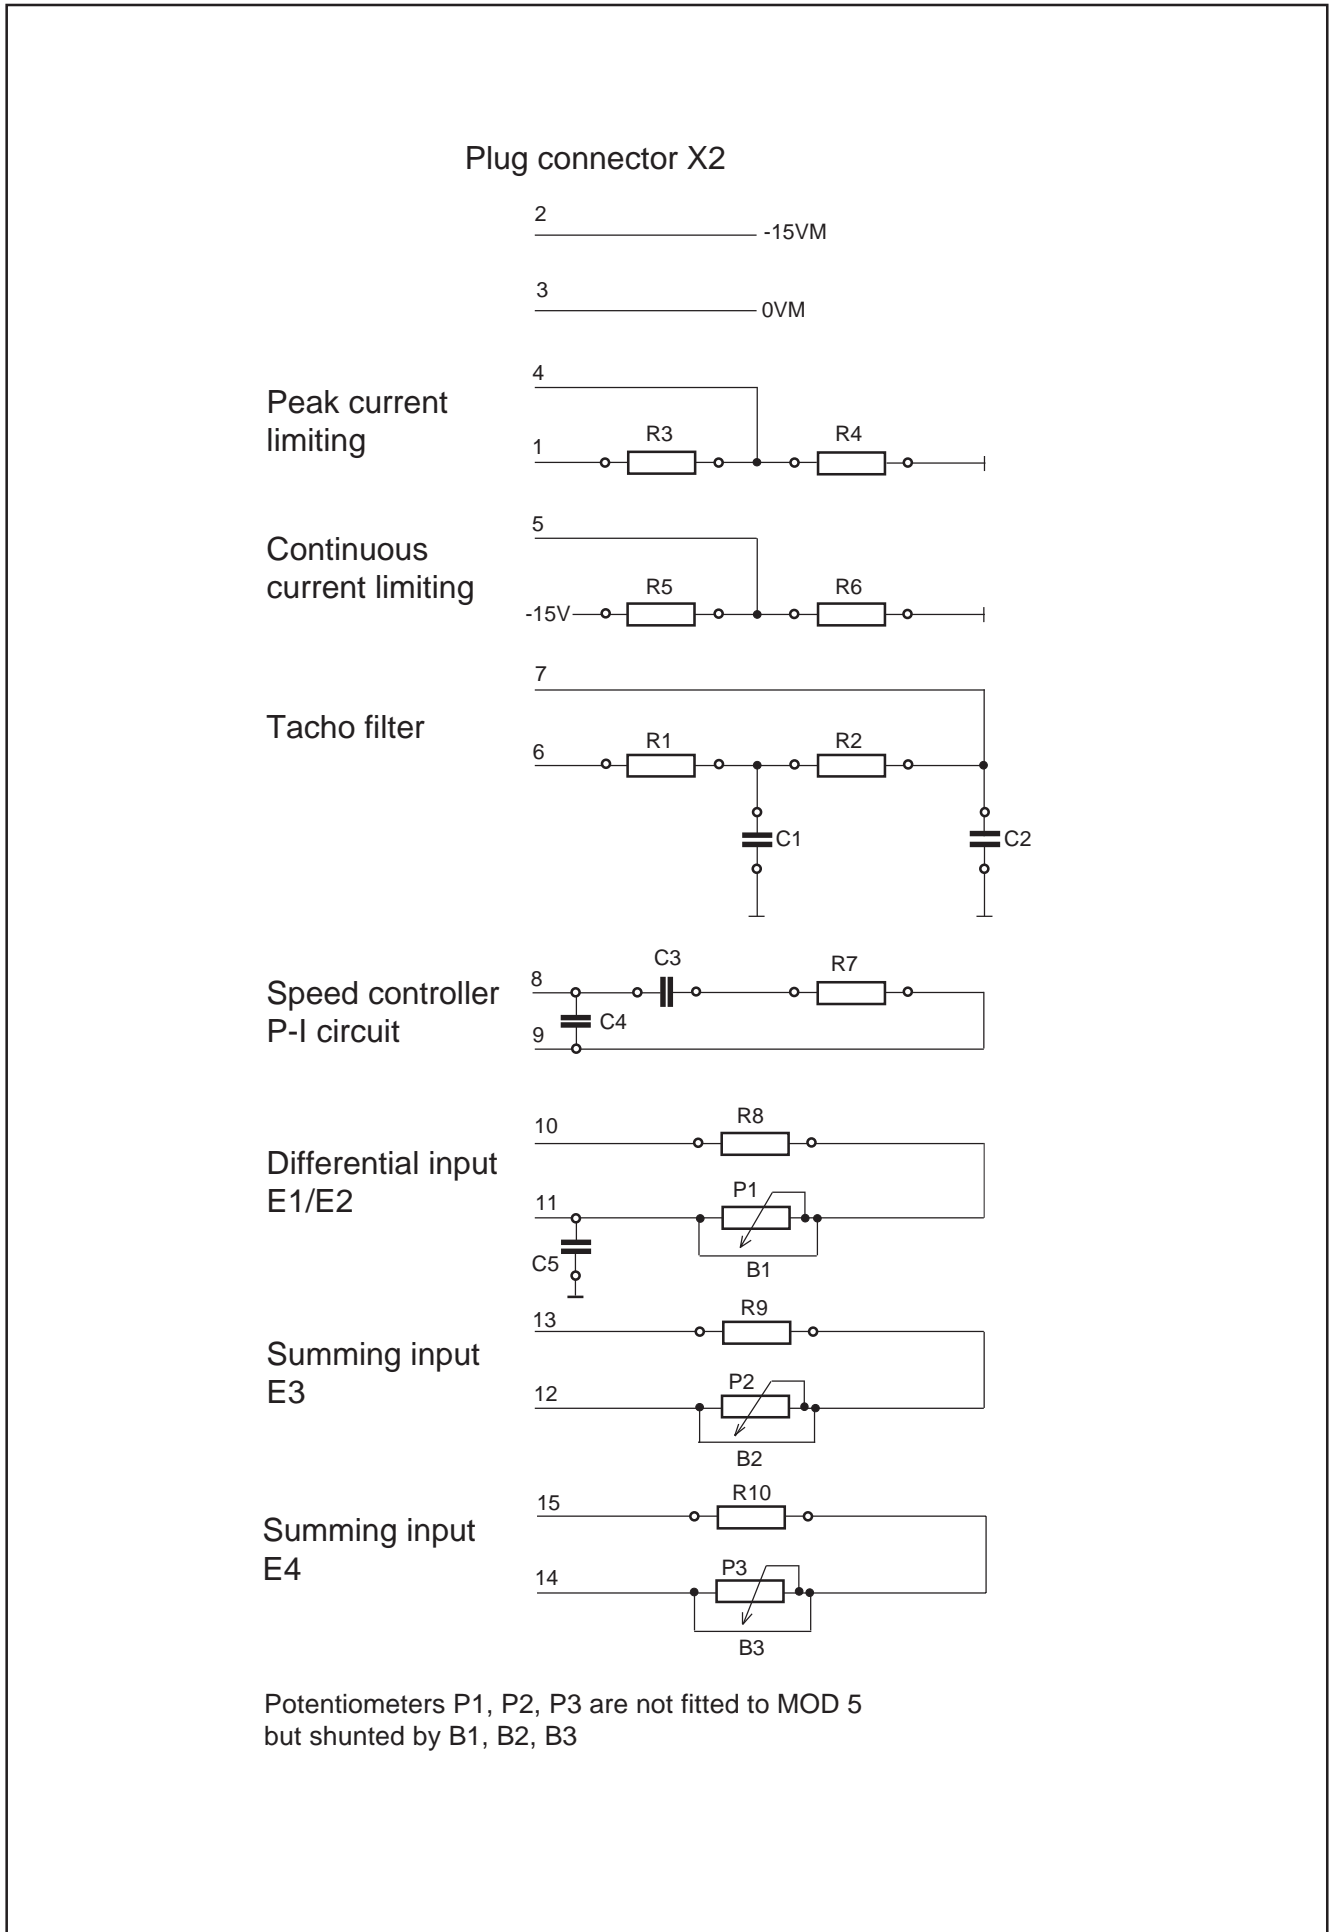 Plug connector X2
2
-15VM
3
0VM
4
Peak current
limiting
R3
R4
1
5
Continuous
current limiting
R5
R6
-15V
7
Tacho filter
R1
R2
6
C1
C2
C3
R7
8
Speed controller
P-I circuit
C4
9
R8
10
Differential input
E1/E2
P1
11
C5
B1
R9
13
Summing input
E3
P2
12
B2
R10
15
Summing input
E4
P3
14
B3
Potentiometers P1, P2, P3 are not fitted to MOD 5
but shunted by B1, B2, B3